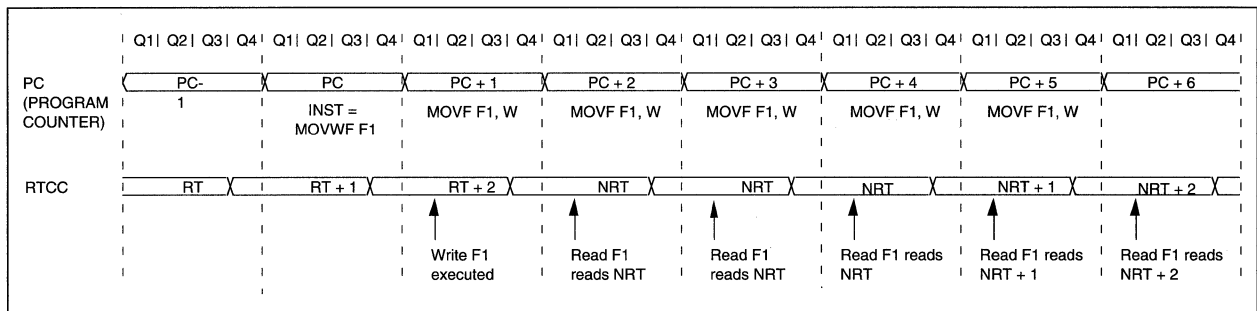 Q1| Q2| Q3| Q4 Q1| Q2| Q3| Q4 Q1| Q2| Q3| Q4 Q1| Q2| Q3| Q4 Q1| Q2| Q3| Q4 Q1| Q2| Q3| Q4 Q1| Q2| Q3| Q4 Q1| Q2| Q3| Q4
PC PC- PC PC + 1 PC + 2 PC + 3 PC + 4 PC + 5 PC + 6
(PROGRAM 1 INST = MOVF F1, W MOVF F1, W MOVF F1, W MOVF F1, W MOVF F1, W
COUNTER) MOVWF F1
RTCC RT RT + 1 RT + 2 NRT NRT NRT NRT + 1 NRT + 2
Write F1 Read F1 Read F1 Read F1 reads Read F1 reads Read F1 reads
executed reads NRT reads NRT NRT NRT + 1 NRT + 2